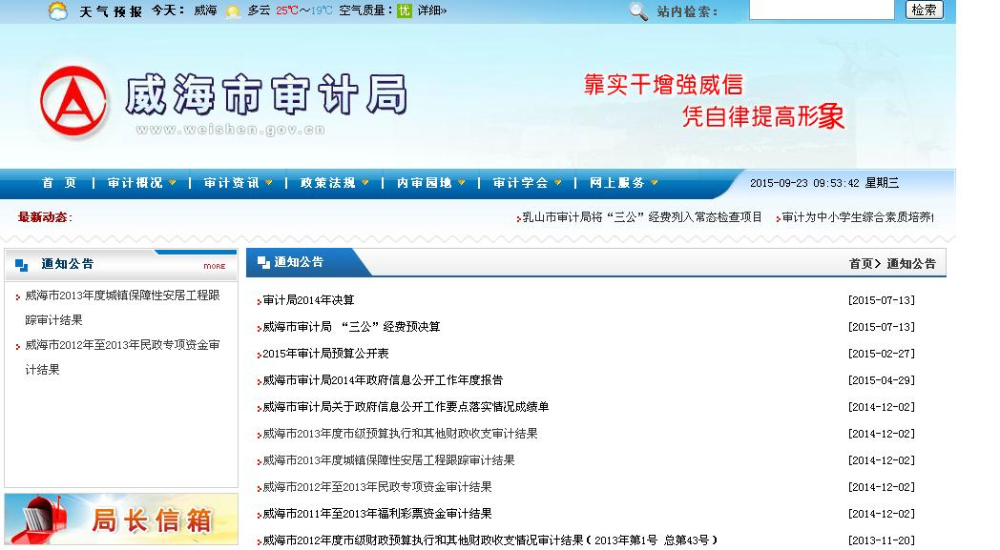 天气预报 今天： 威海 多云 25℃～19℃ 空气质量：优 详细» 站内检索： 检索
威海市审计局
www.weishen.gov.cn
靠实干增强威信
凭自律提高形象
首 页 | 审计概况 | 审计资讯 | 政策法规 | 内审园地 | 审计学会 | 网上服务 2015-09-23 09:53:42 星期三
最新动态： 乳山市审计局将“三公”经费列入常态检查项目 审计为中小学生综合素质培养
通知公告 MORE
威海市2013年度城镇保障性安居工程跟
踪审计结果
威海市2012年至2013年民政专项资金审
计结果
局长信箱
通知公告 首页> 通知公告
审计局2014年决算 [2015-07-13]
威海市审计局 “三公”经费预决算 [2015-07-13]
2015年审计局预算公开表 [2015-02-27]
威海市审计局2014年政府信息公开工作年度报告 [2015-04-29]
威海市审计局关于政府信息公开工作要点落实情况成绩单 [2014-12-02]
威海市2013年度市级预算执行和其他财政收支审计结果 [2014-12-02]
威海市2013年度城镇保障性安居工程跟踪审计结果 [2014-12-02]
威海市2012年至2013年民政专项资金审计结果 [2014-12-02]
威海市2011年至2013年福利彩票资金审计结果 [2014-12-02]
威海市2012年度市级财政预算执行和其他财政收支情况审计结果（2013年第1号 总第43号） [2013-11-20]